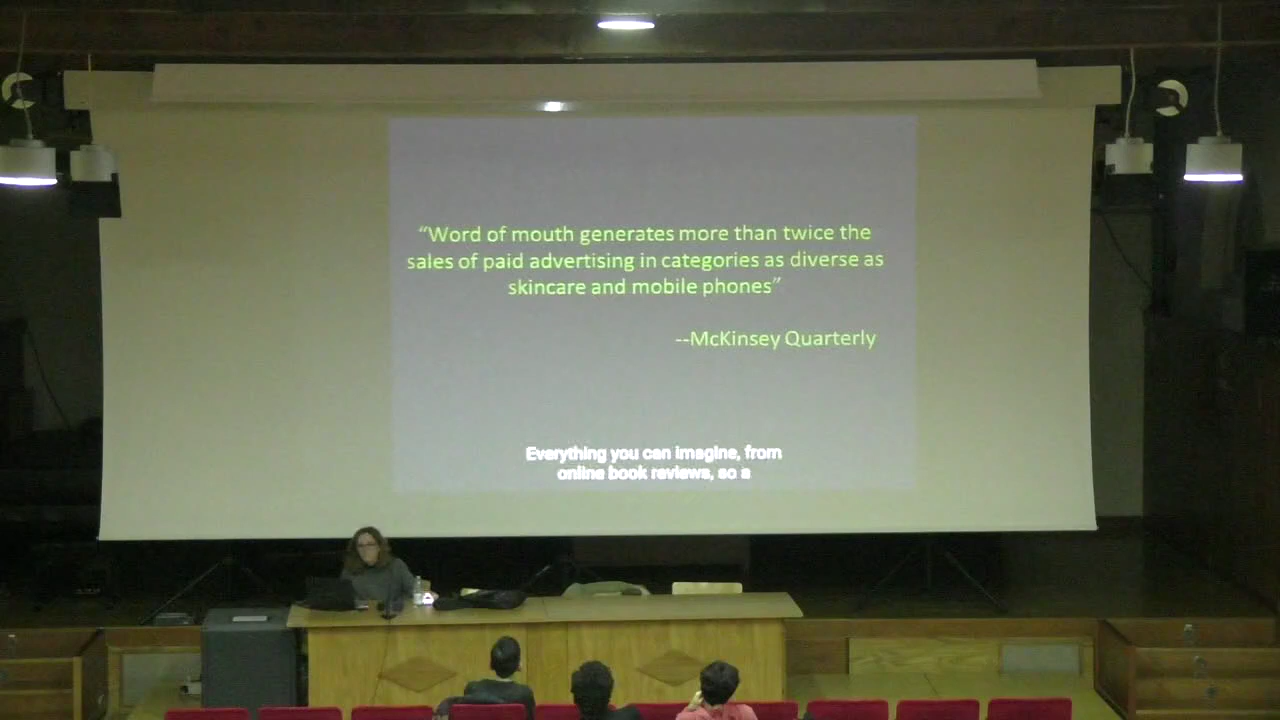 “Word of mouth generates more than twice the
sales of paid advertising in categories as diverse as
skincare and mobile phones”
--McKinsey Quarterly
Everything you can imagine, from
online book reviews, so a